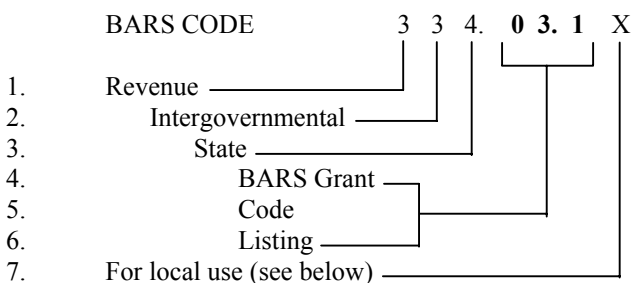 BARS CODE 3 3 4. 0 3. 1 X
1. Revenue
2. Intergovernmental
3. State
4. BARS Grant
5. Code
6. Listing
7. For local use (see below)